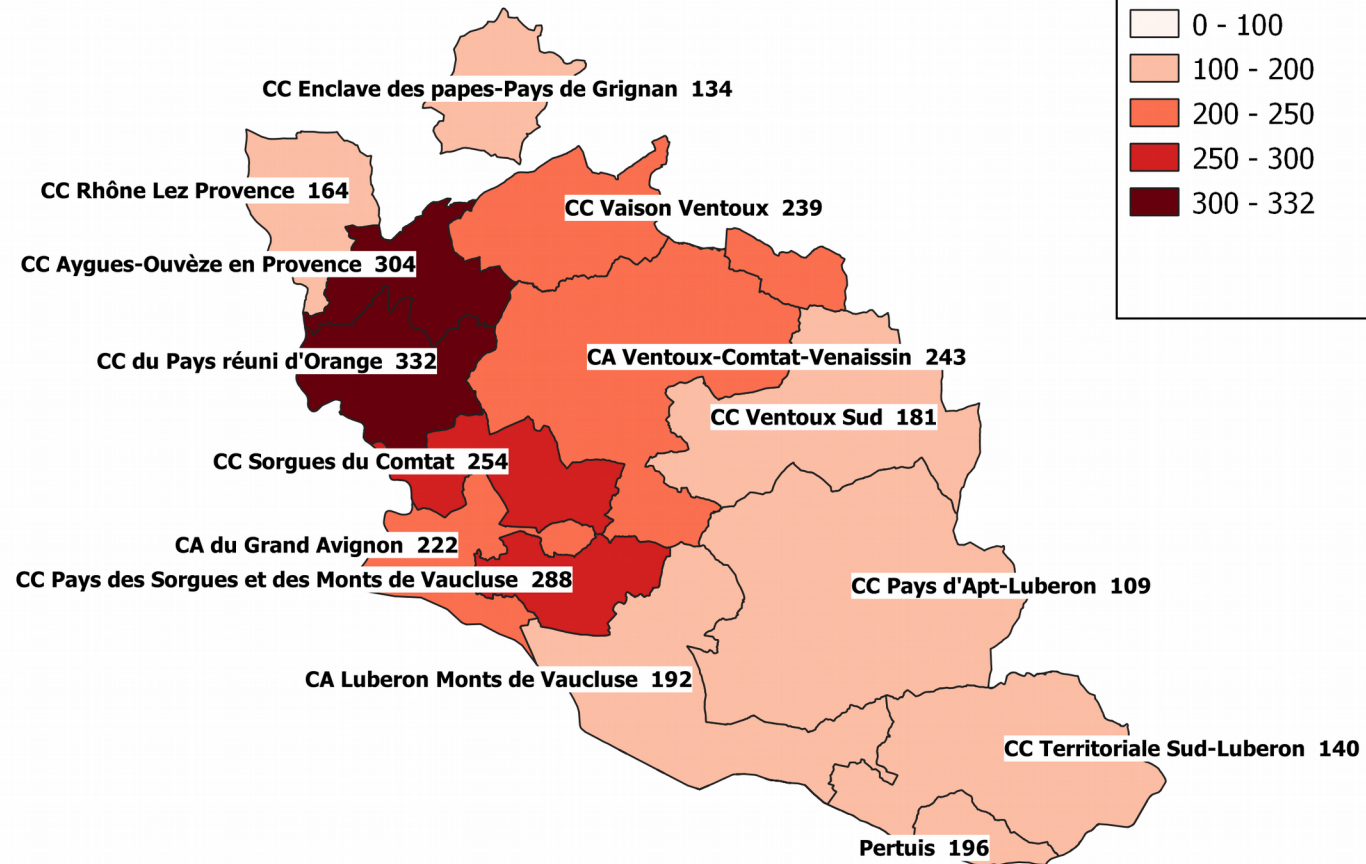 0 - 100
100 - 200
200 - 250
250 - 300
300 - 332
CC Enclave des papes-Pays de Grignan 134
CC Rhône Lez Provence 164
CC Vaison Ventoux 239
CC Aygues-Ouvèze en Provence 304
CC du Pays réuni d'Orange 332
CA Ventoux-Comtat-Venaissin 243
CC Ventoux Sud 181
CC Sorgues du Comtat 254
CA du Grand Avignon 222
CC Pays des Sorgues et des Monts de Vaucluse 288
CC Pays d'Apt-Luberon 109
CA Luberon Monts de Vaucluse 192
CC Territoriale Sud-Luberon 140
Pertuis 196